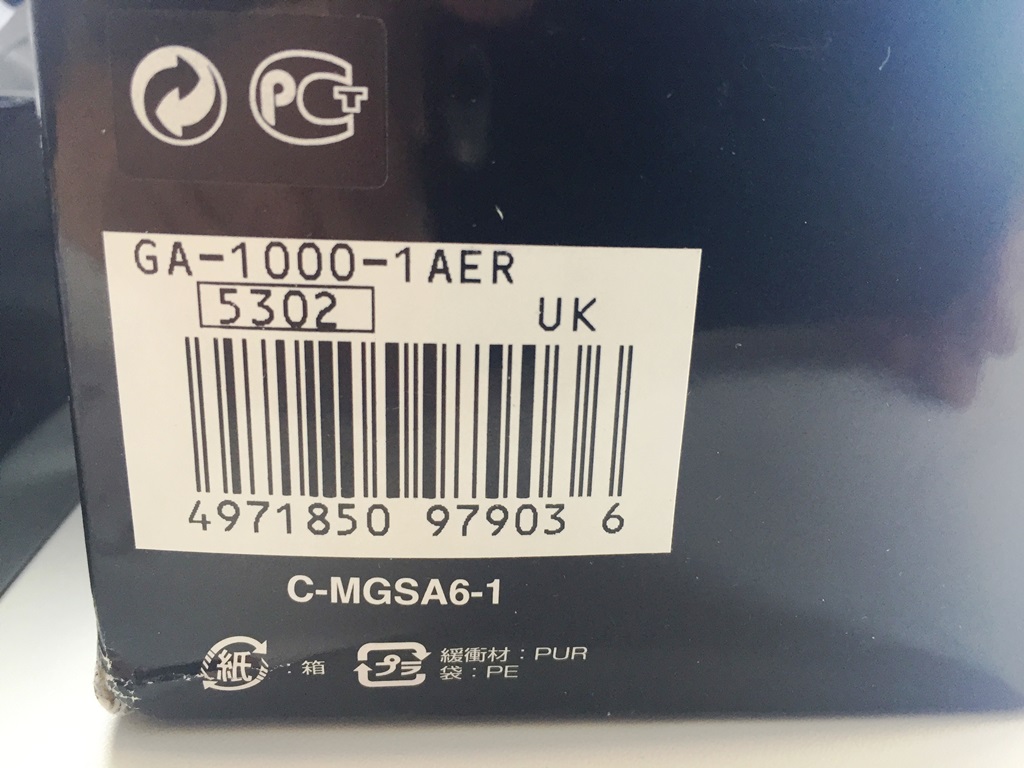 PCT
GA-1000-1AER
5302
UK
4971850 97903 6
C-MGSA6-1
紙 : 箱
プラ 緩衝材 : PUR
袋 : PE